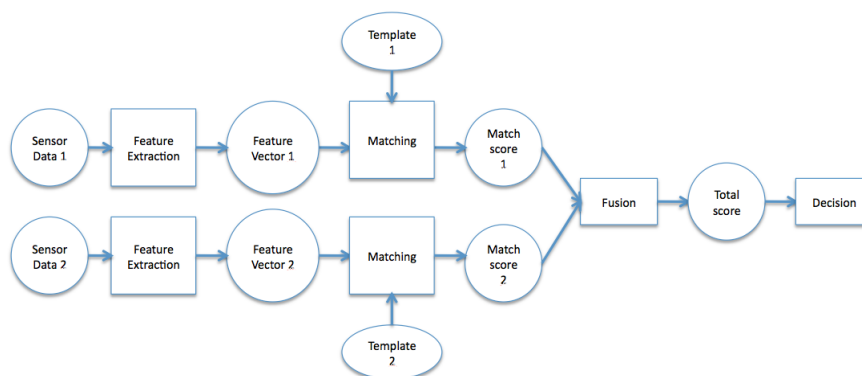 Template
1
Sensor
Data 1
Feature
Extraction
Feature
Vector 1
Matching
Match
score
1
Fusion
Total
score
Decision
Sensor
Data 2
Feature
Extraction
Feature
Vector 2
Matching
Match
score
2
Template
2